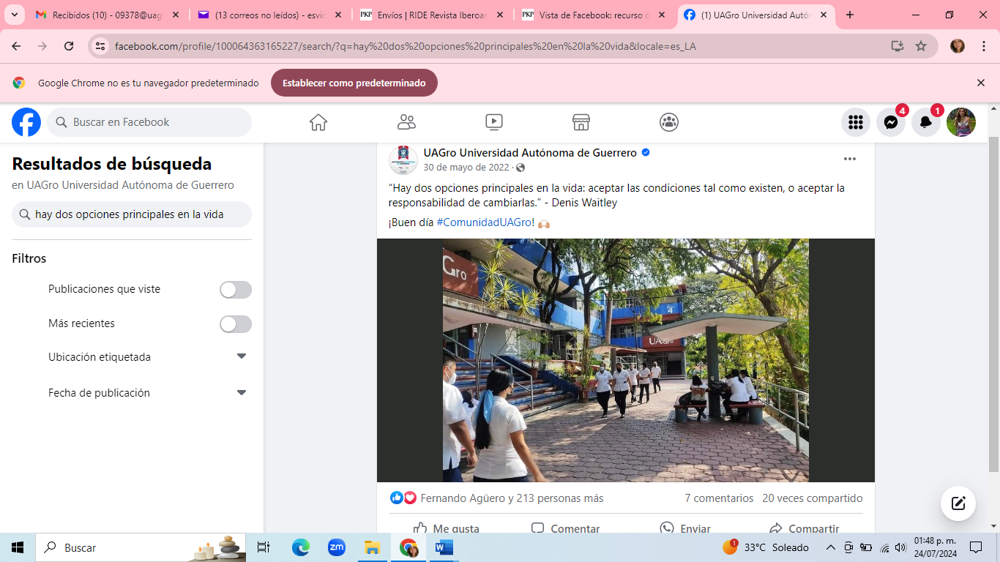 Recibidos (10) - 09378@uag
(13 correos no leídos) - esvic
PKP Envíos | RIDE Revista Iberoar
PKP Vista de Facebook: recurso d
(1) UAGro Universidad Autón
facebook.com/profile/100064363165227/search/?q=hay%20dos%20opciones%20principales%20en%20la%20vida&locale=es_LA
Google Chrome no es tu navegador predeterminado
Establecer como predeterminado
Buscar en Facebook
4
1
Resultados de búsqueda
en UAGro Universidad Autónoma de Guerrero
hay dos opciones principales en la vida
Filtros
Publicaciones que viste
Más recientes
Ubicación etiquetada
Fecha de publicación
UAGro Universidad Autónoma de Guerrero
30 de mayo de 2022 ·
“Hay dos opciones principales en la vida: aceptar las condiciones tal como existen, o aceptar la
responsabilidad de cambiarlas.” - Denis Waitley
¡Buen día #ComunidadUAGro!
Gro
4
UAGro
Fernando Agüero y 213 personas más
7 comentarios
20 veces compartido
Me gusta
Comentar
Enviar
Compartir
Buscar
zm
W
1
33°C Soleado
01:48 p. m.
24/07/2024